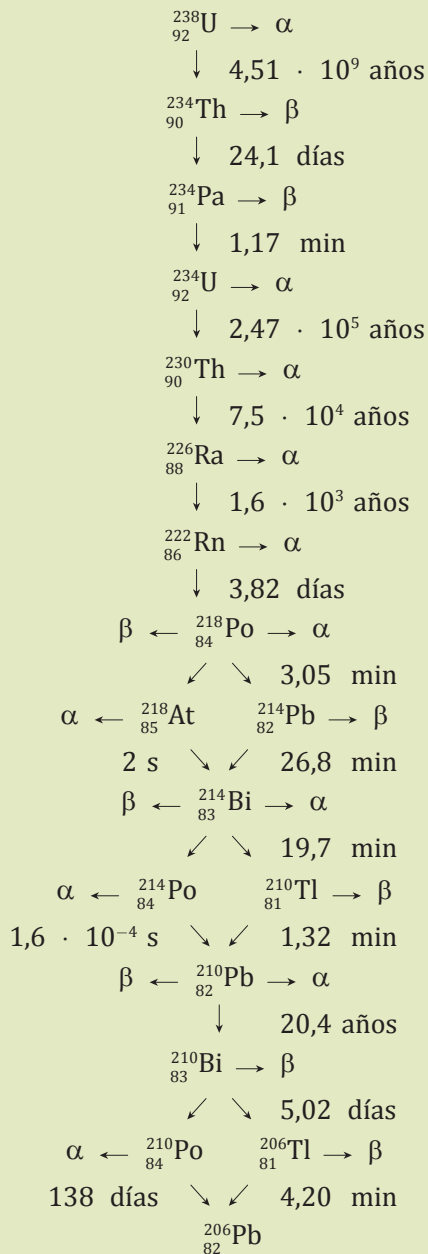 ²³⁸₉₂U → α
↓ 4,51 · 10⁹ años
²³⁴₉₀Th → β
↓ 24,1 días
²³⁴₉₁Pa → β
↓ 1,17 min
²³⁴₉₂U → α
↓ 2,47 · 10⁵ años
²³⁰₉₀Th → α
↓ 7,5 · 10⁴ años
²²⁶₈₈Ra → α
↓ 1,6 · 10³ años
²²²₈₆Rn → α
↓ 3,82 días
β ← ²¹⁸₈₄Po → α
↙ ↘ 3,05 min
α ← ²¹⁸₈₅At ²¹⁴₈₂Pb → β
2 s ↘ ↙ 26,8 min
β ← ²¹⁴₈₃Bi → α
↙ ↘ 19,7 min
α ← ²¹⁴₈₄Po ²¹⁰₈₁Tl → β
1,6 · 10⁻⁴ s ↘ ↙ 1,32 min
β ← ²¹⁰₈₂Pb → α
↓ 20,4 años
²¹⁰₈₃Bi → β
↙ ↘ 5,02 días
α ← ²¹⁰₈₄Po ²⁰⁶₈₁Tl → β
138 días ↘ ↙ 4,20 min
²⁰⁶₈₂Pb